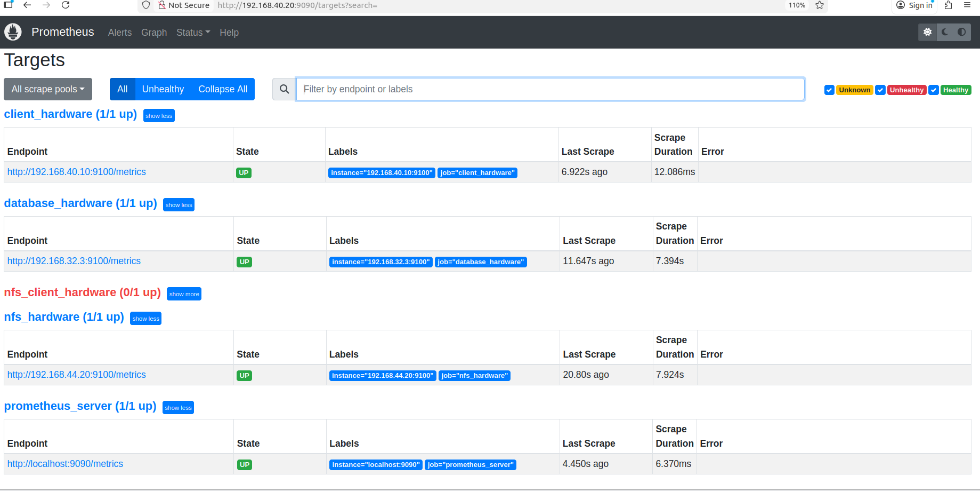 Not Secure http://192.168.40.20:9090/targets?search= 110% Sign in
Prometheus Alerts Graph Status Help
Targets
All scrape pools All Unhealthy Collapse All Filter by endpoint or labels Unknown Unhealthy Healthy
client_hardware (1/1 up) show less
Endpoint State Labels Last Scrape Scrape Duration Error
http://192.168.40.10:9100/metrics UP instance="192.168.40.10:9100" job="client_hardware" 6.922s ago 12.086ms
database_hardware (1/1 up) show less
Endpoint State Labels Last Scrape Scrape Duration Error
http://192.168.32.3:9100/metrics UP instance="192.168.32.3:9100" job="database_hardware" 11.647s ago 7.394s
nfs_client_hardware (0/1 up) show more
nfs_hardware (1/1 up) show less
Endpoint State Labels Last Scrape Scrape Duration Error
http://192.168.44.20:9100/metrics UP instance="192.168.44.20:9100" job="nfs_hardware" 20.80s ago 7.924s
prometheus_server (1/1 up) show less
Endpoint State Labels Last Scrape Scrape Duration Error
http://localhost:9090/metrics UP instance="localhost:9090" job="prometheus_server" 4.450s ago 6.370ms